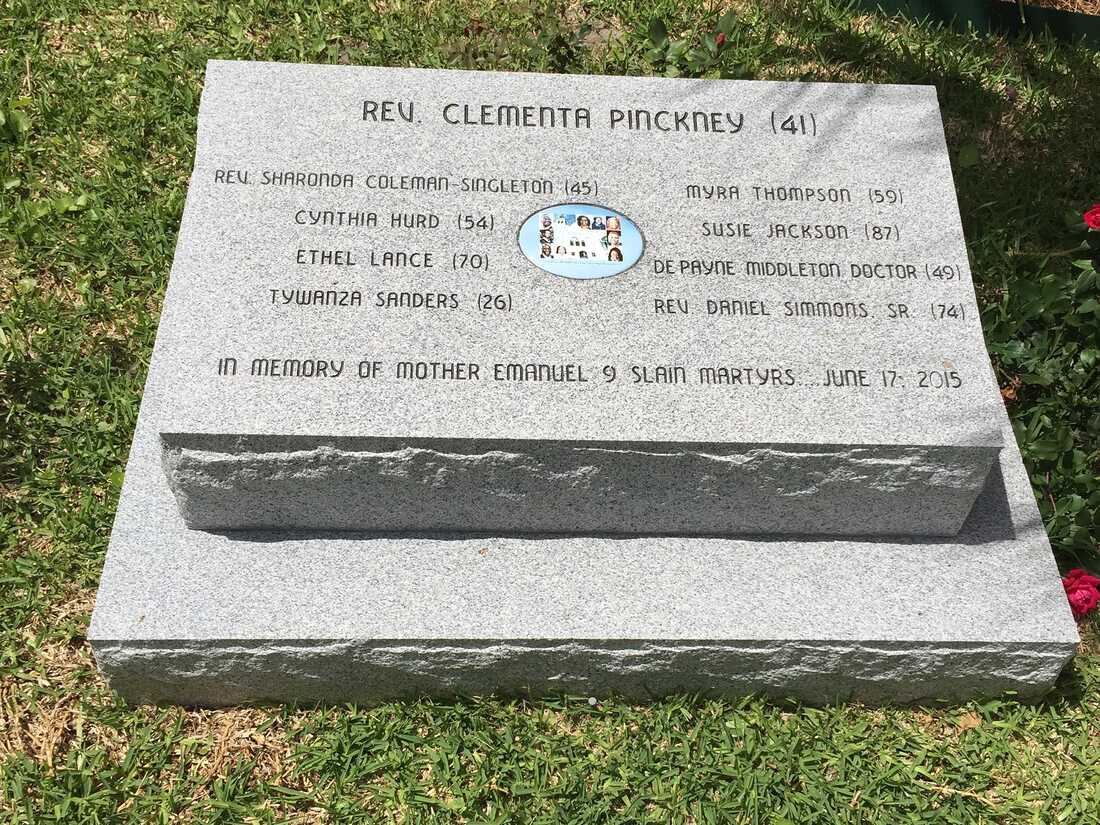 REV. CLEMENTA PINCKNEY (41)
REV. SHARONDA COLEMAN-SINGLETON (45)
CYNTHIA HURD (54)
ETHEL LANCE (70)
TYWANZA SANDERS (26)
MYRA THOMPSON (59)
SUSIE JACKSON (87)
DE PAYNE MIDDLETON DOCTOR (49)
REV. DANIEL SIMMONS, SR. (74)
IN MEMORY OF MOTHER EMANUEL 9 SLAIN MARTYRS....JUNE 17- 2015